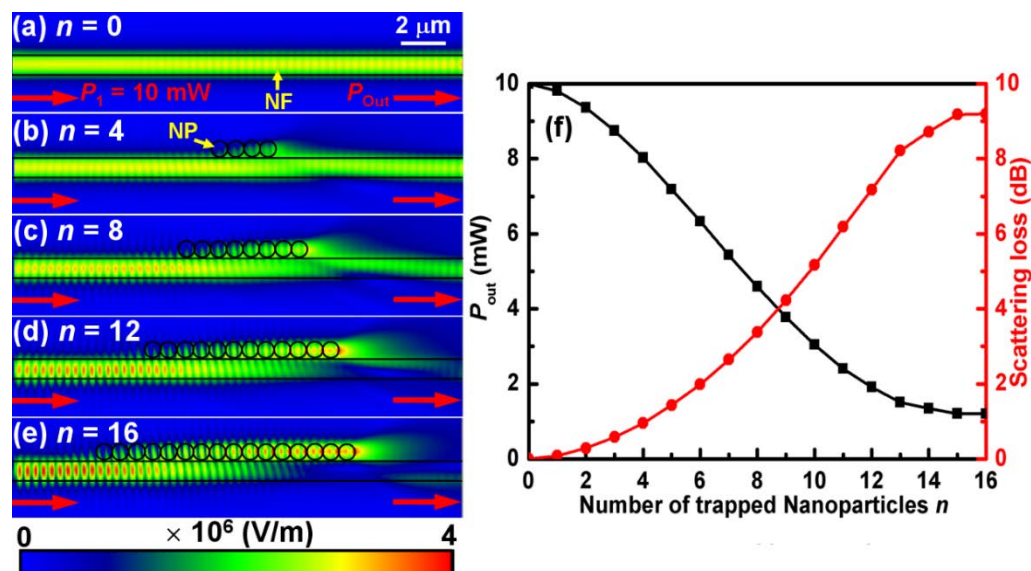 (a) n = 0
2 μm
P₁ = 10 mW
NF
POut
(b) n = 4
NP
(c) n = 8
(d) n = 12
(e) n = 16
0
× 10⁶ (V/m)
4
(f)
10
8
6
4
2
0
Pout (mW)
10
8
6
4
2
0
Scattering loss (dB)
0 2 4 6 8 10 12 14 16
Number of trapped Nanoparticles n